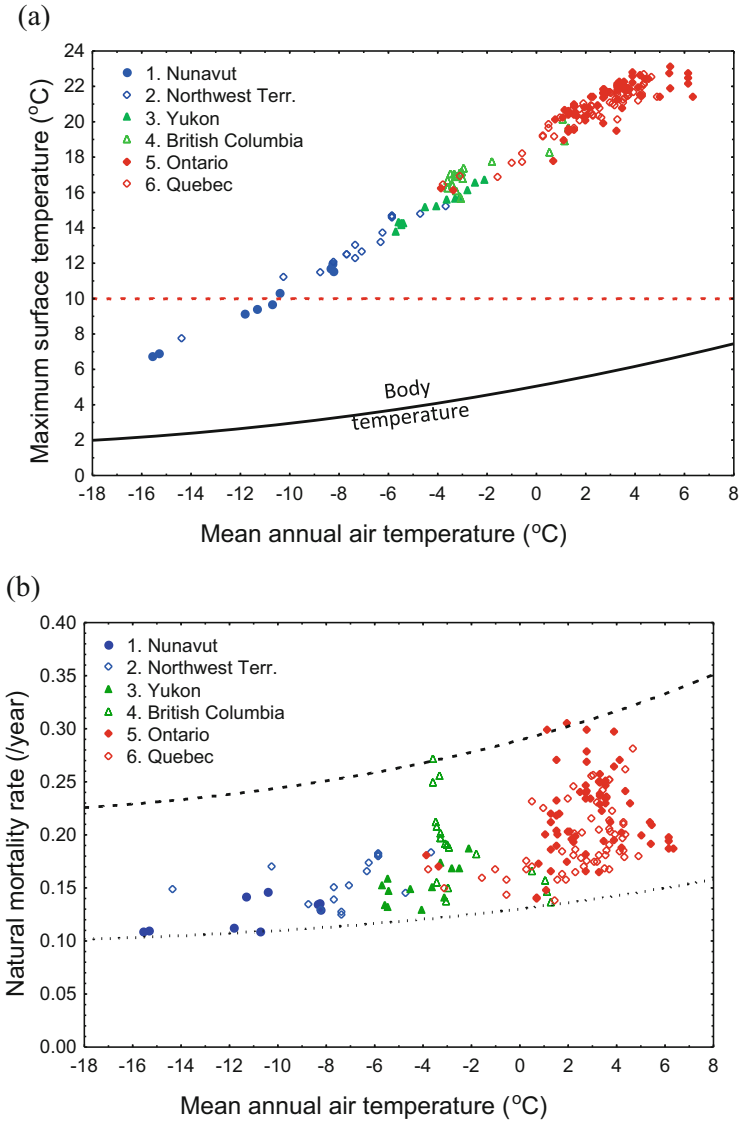 (a)
24
22
20
18
16
14
12
10
8
6
4
2
0
Maximum surface temperature (°C)
1. Nunavut
2. Northwest Terr.
3. Yukon
4. British Columbia
5. Ontario
6. Quebec
Body
temperature
-18 -16 -14 -12 -10 -8 -6 -4 -2 0 2 4 6 8
Mean annual air temperature (°C)
(b)
0.40
0.35
0.30
0.25
0.20
0.15
0.10
0.05
0.00
Natural mortality rate (/year)
1. Nunavut
2. Northwest Terr.
3. Yukon
4. British Columbia
5. Ontario
6. Quebec
-18 -16 -14 -12 -10 -8 -6 -4 -2 0 2 4 6 8
Mean annual air temperature (°C)